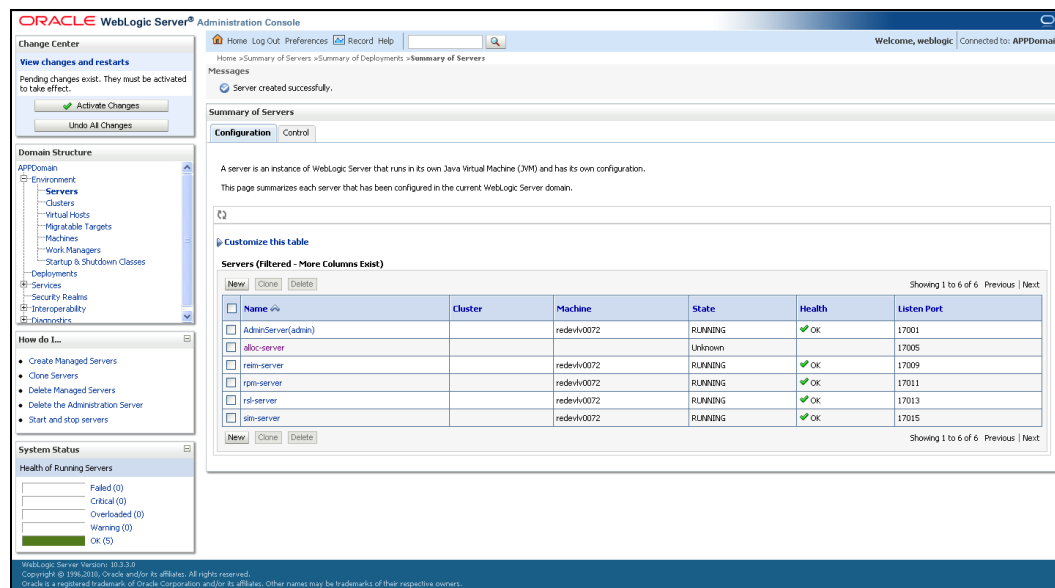 ORACLE WebLogic Server® Administration Console
Change Center
View changes and restarts
Pending changes exist. They must be activated
to take effect.
Activate Changes
Undo All Changes
Domain Structure
APPDomain
Environment
Servers
Clusters
Virtual Hosts
Migratable Targets
Machines
Work Managers
Startup & Shutdown Classes
Deployments
Services
Security Realms
Interoperability
Diagnostics
How do I...
Create Managed Servers
Clone Servers
Delete Managed Servers
Delete the Administration Server
Start and stop servers
System Status
Health of Running Servers
Failed (0)
Critical (0)
Overloaded (0)
Warning (0)
OK (5)
Home Log Out Preferences Record Help
Welcome, weblogic Connected to: APPDomai
Home >Summary of Servers >Summary of Deployments >Summary of Servers
Messages
Server created successfully.
Summary of Servers
Configuration Control
A server is an instance of WebLogic Server that runs in its own Java Virtual Machine (JVM) and has its own configuration.
This page summarizes each server that has been configured in the current WebLogic Server domain.
Customize this table
Servers (Filtered - More Columns Exist)
New Clone Delete Showing 1 to 6 of 6 Previous | Next
Name Cluster Machine State Health Listen Port
AdminServer(admin) redevlv0072 RUNNING OK 17001
alloc-server Unknown 17005
reim-server redevlv0072 RUNNING OK 17009
rpm-server redevlv0072 RUNNING OK 17011
rsl-server redevlv0072 RUNNING OK 17013
sim-server redevlv0072 RUNNING OK 17015
New Clone Delete Showing 1 to 6 of 6 Previous | Next
WebLogic Server Version: 10.3.3.0
Copyright © 1996,2010, Oracle and/or its affiliates. All rights reserved.
Oracle is a registered trademark of Oracle Corporation and/or its affiliates. Other names may be trademarks of their respective owners.